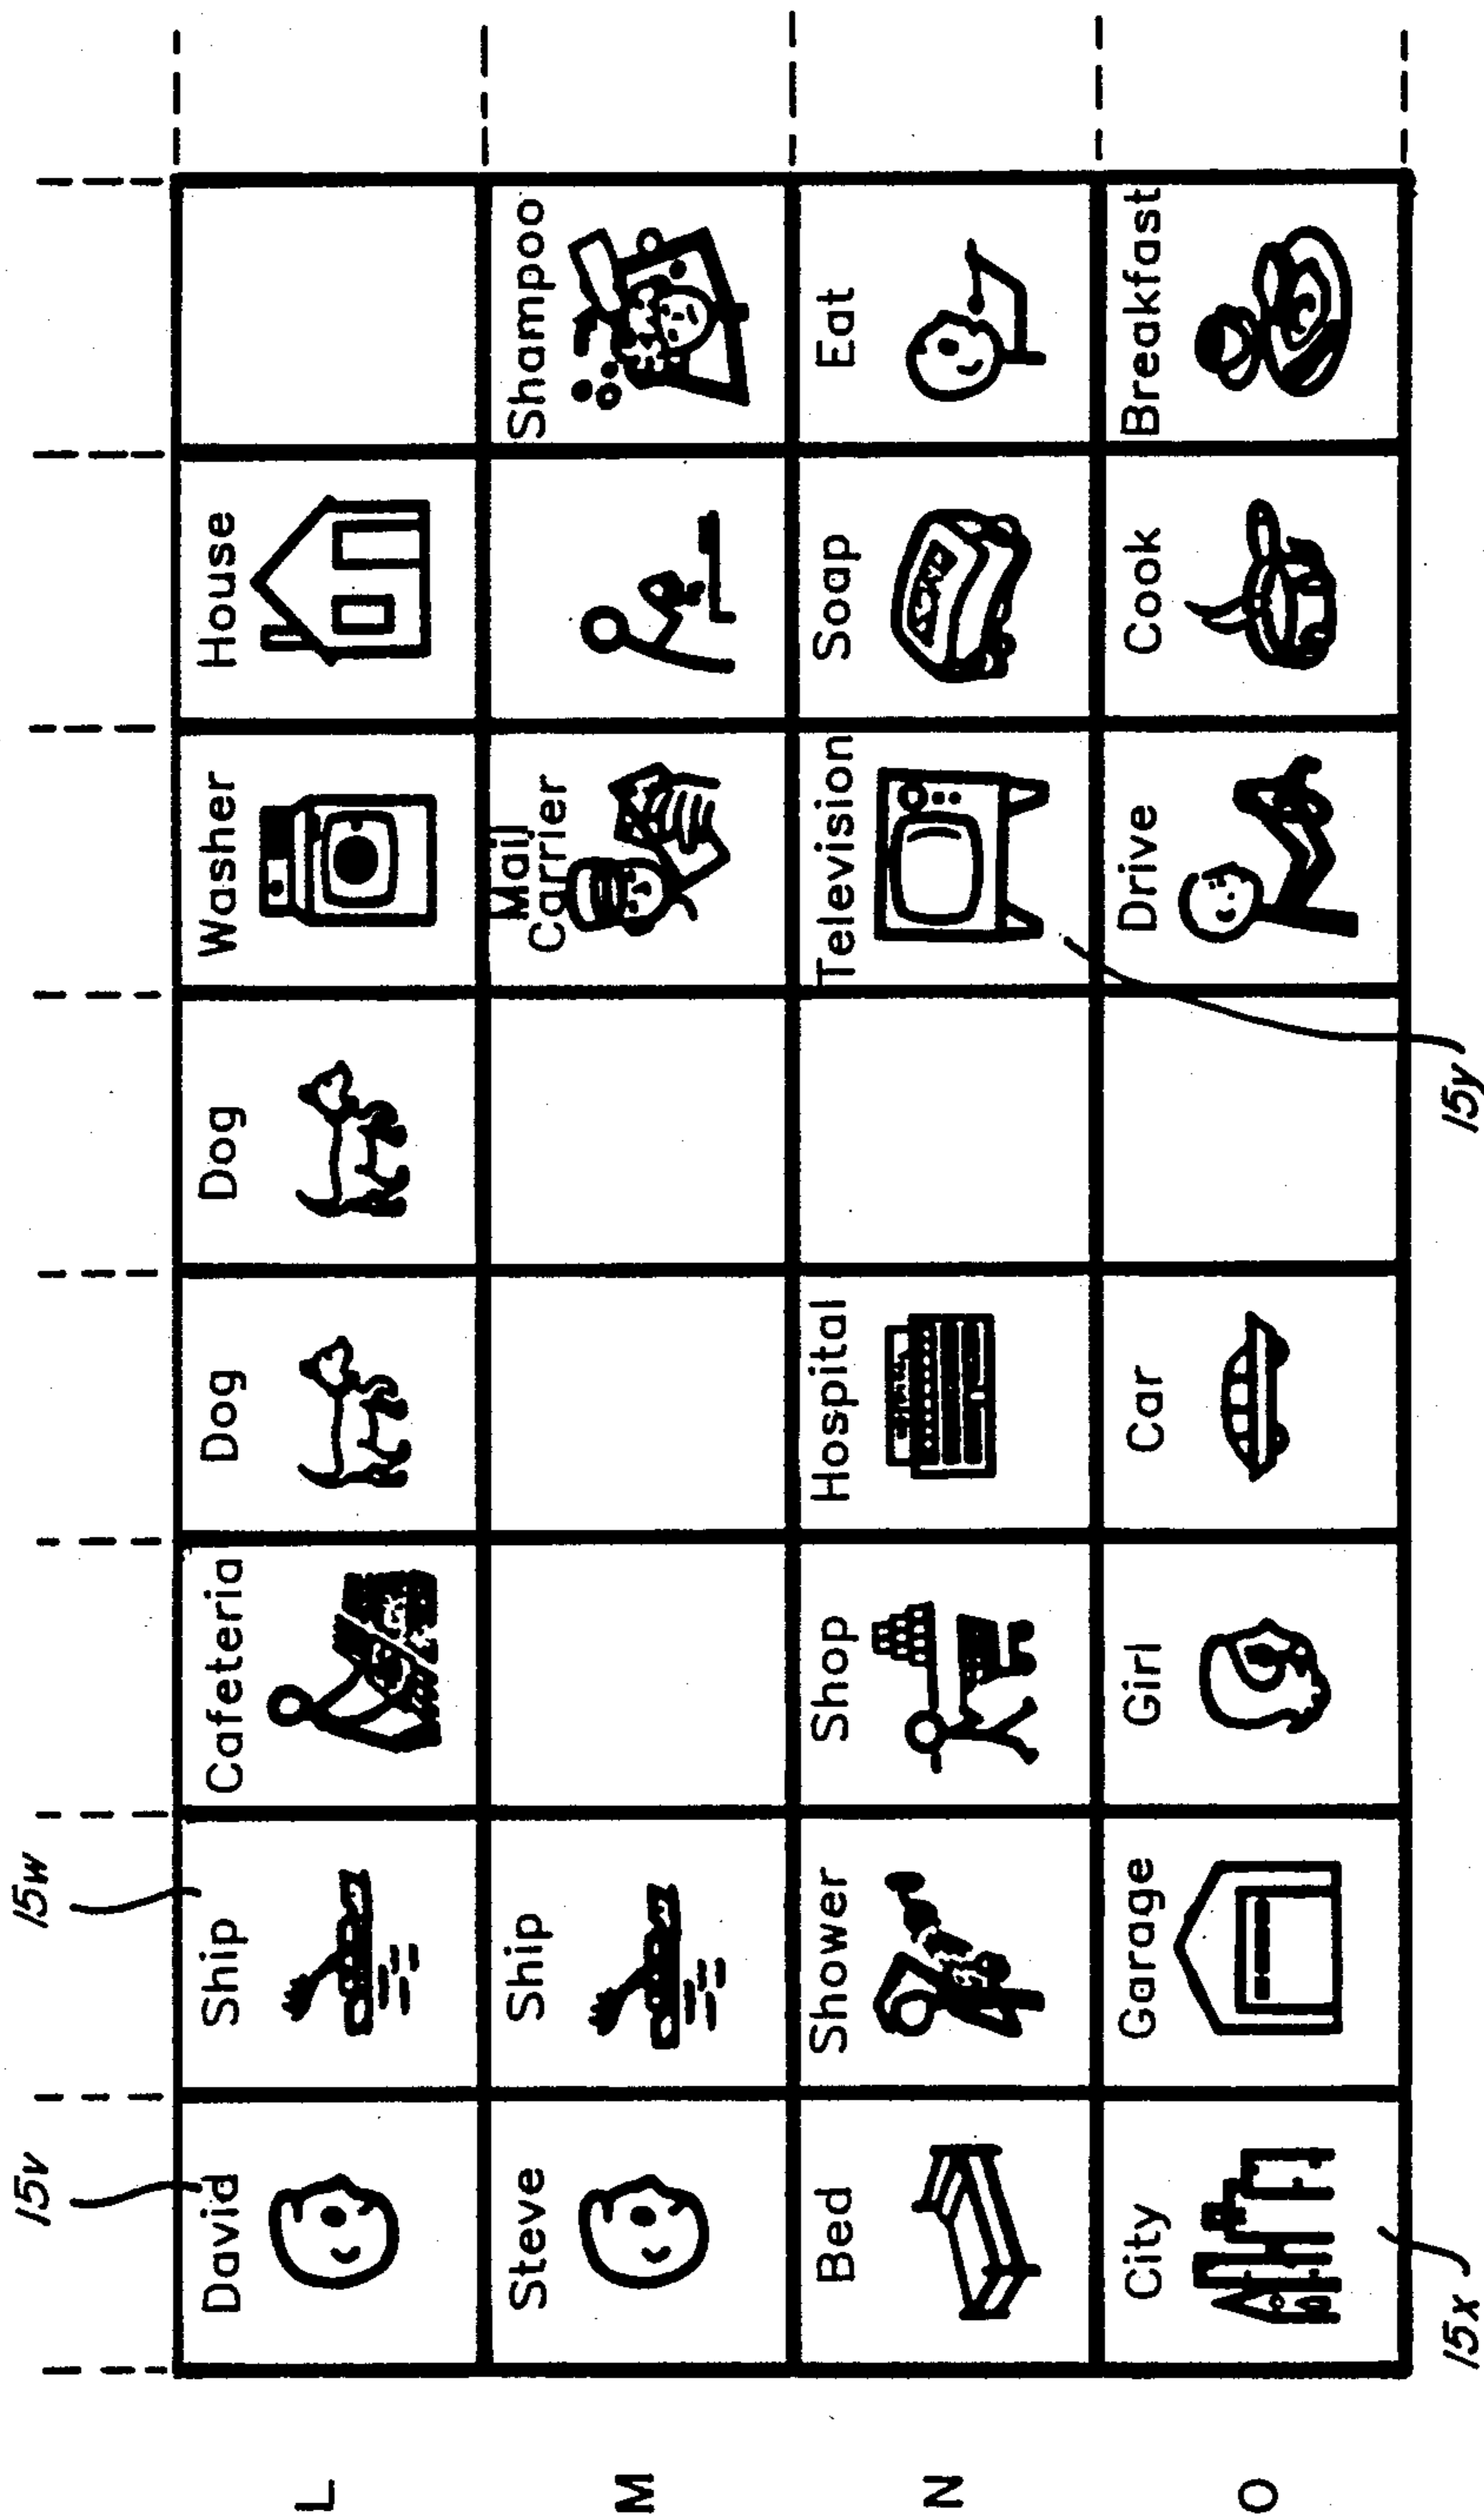 15v 15w
L David Ship Cafeteria Dog Dog Washer House
M Steve Ship Mail Carrier Shampoo
N Bed Shower Shop Hospital Television Soap Eat
O City Garage Girl Car Drive Cook Breakfast
15x 15y